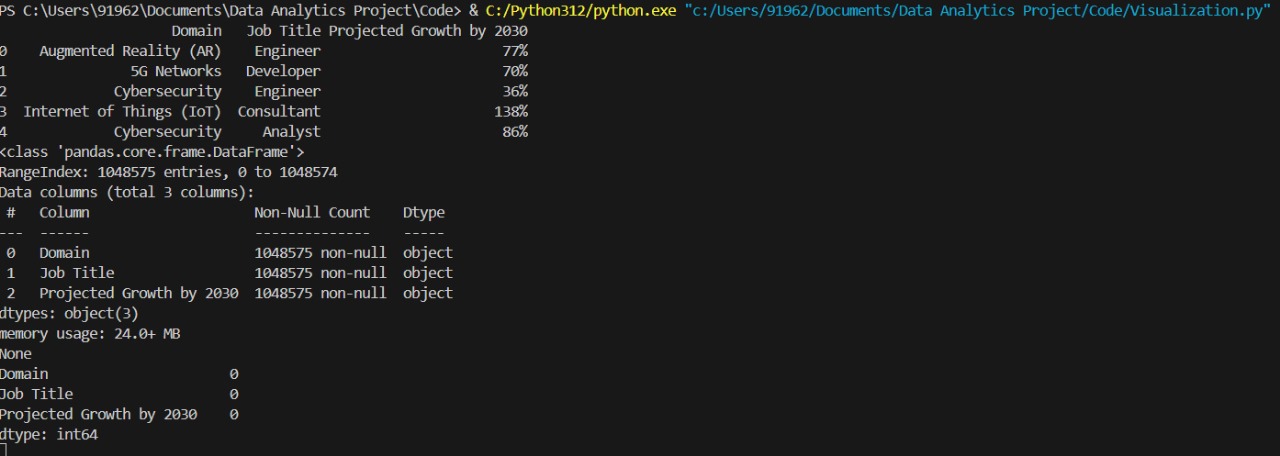 PS C:\Users\91962\Documents\Data Analytics Project\Code> & C:/Python312/python.exe "c:/Users/91962/Documents/Data Analytics Project/Code/Visualization.py"
Domain Job Title Projected Growth by 2030
0 Augmented Reality (AR) Engineer 77%
1 5G Networks Developer 70%
2 Cybersecurity Engineer 36%
3 Internet of Things (IoT) Consultant 138%
4 Cybersecurity Analyst 86%
<class 'pandas.core.frame.DataFrame'>
RangeIndex: 1048575 entries, 0 to 1048574
Data columns (total 3 columns):
# Column Non-Null Count Dtype
--- ------ -------------- -----
0 Domain 1048575 non-null object
1 Job Title 1048575 non-null object
2 Projected Growth by 2030 1048575 non-null object
dtypes: object(3)
memory usage: 24.0+ MB
None
Domain 0
Job Title 0
Projected Growth by 2030 0
dtype: int64